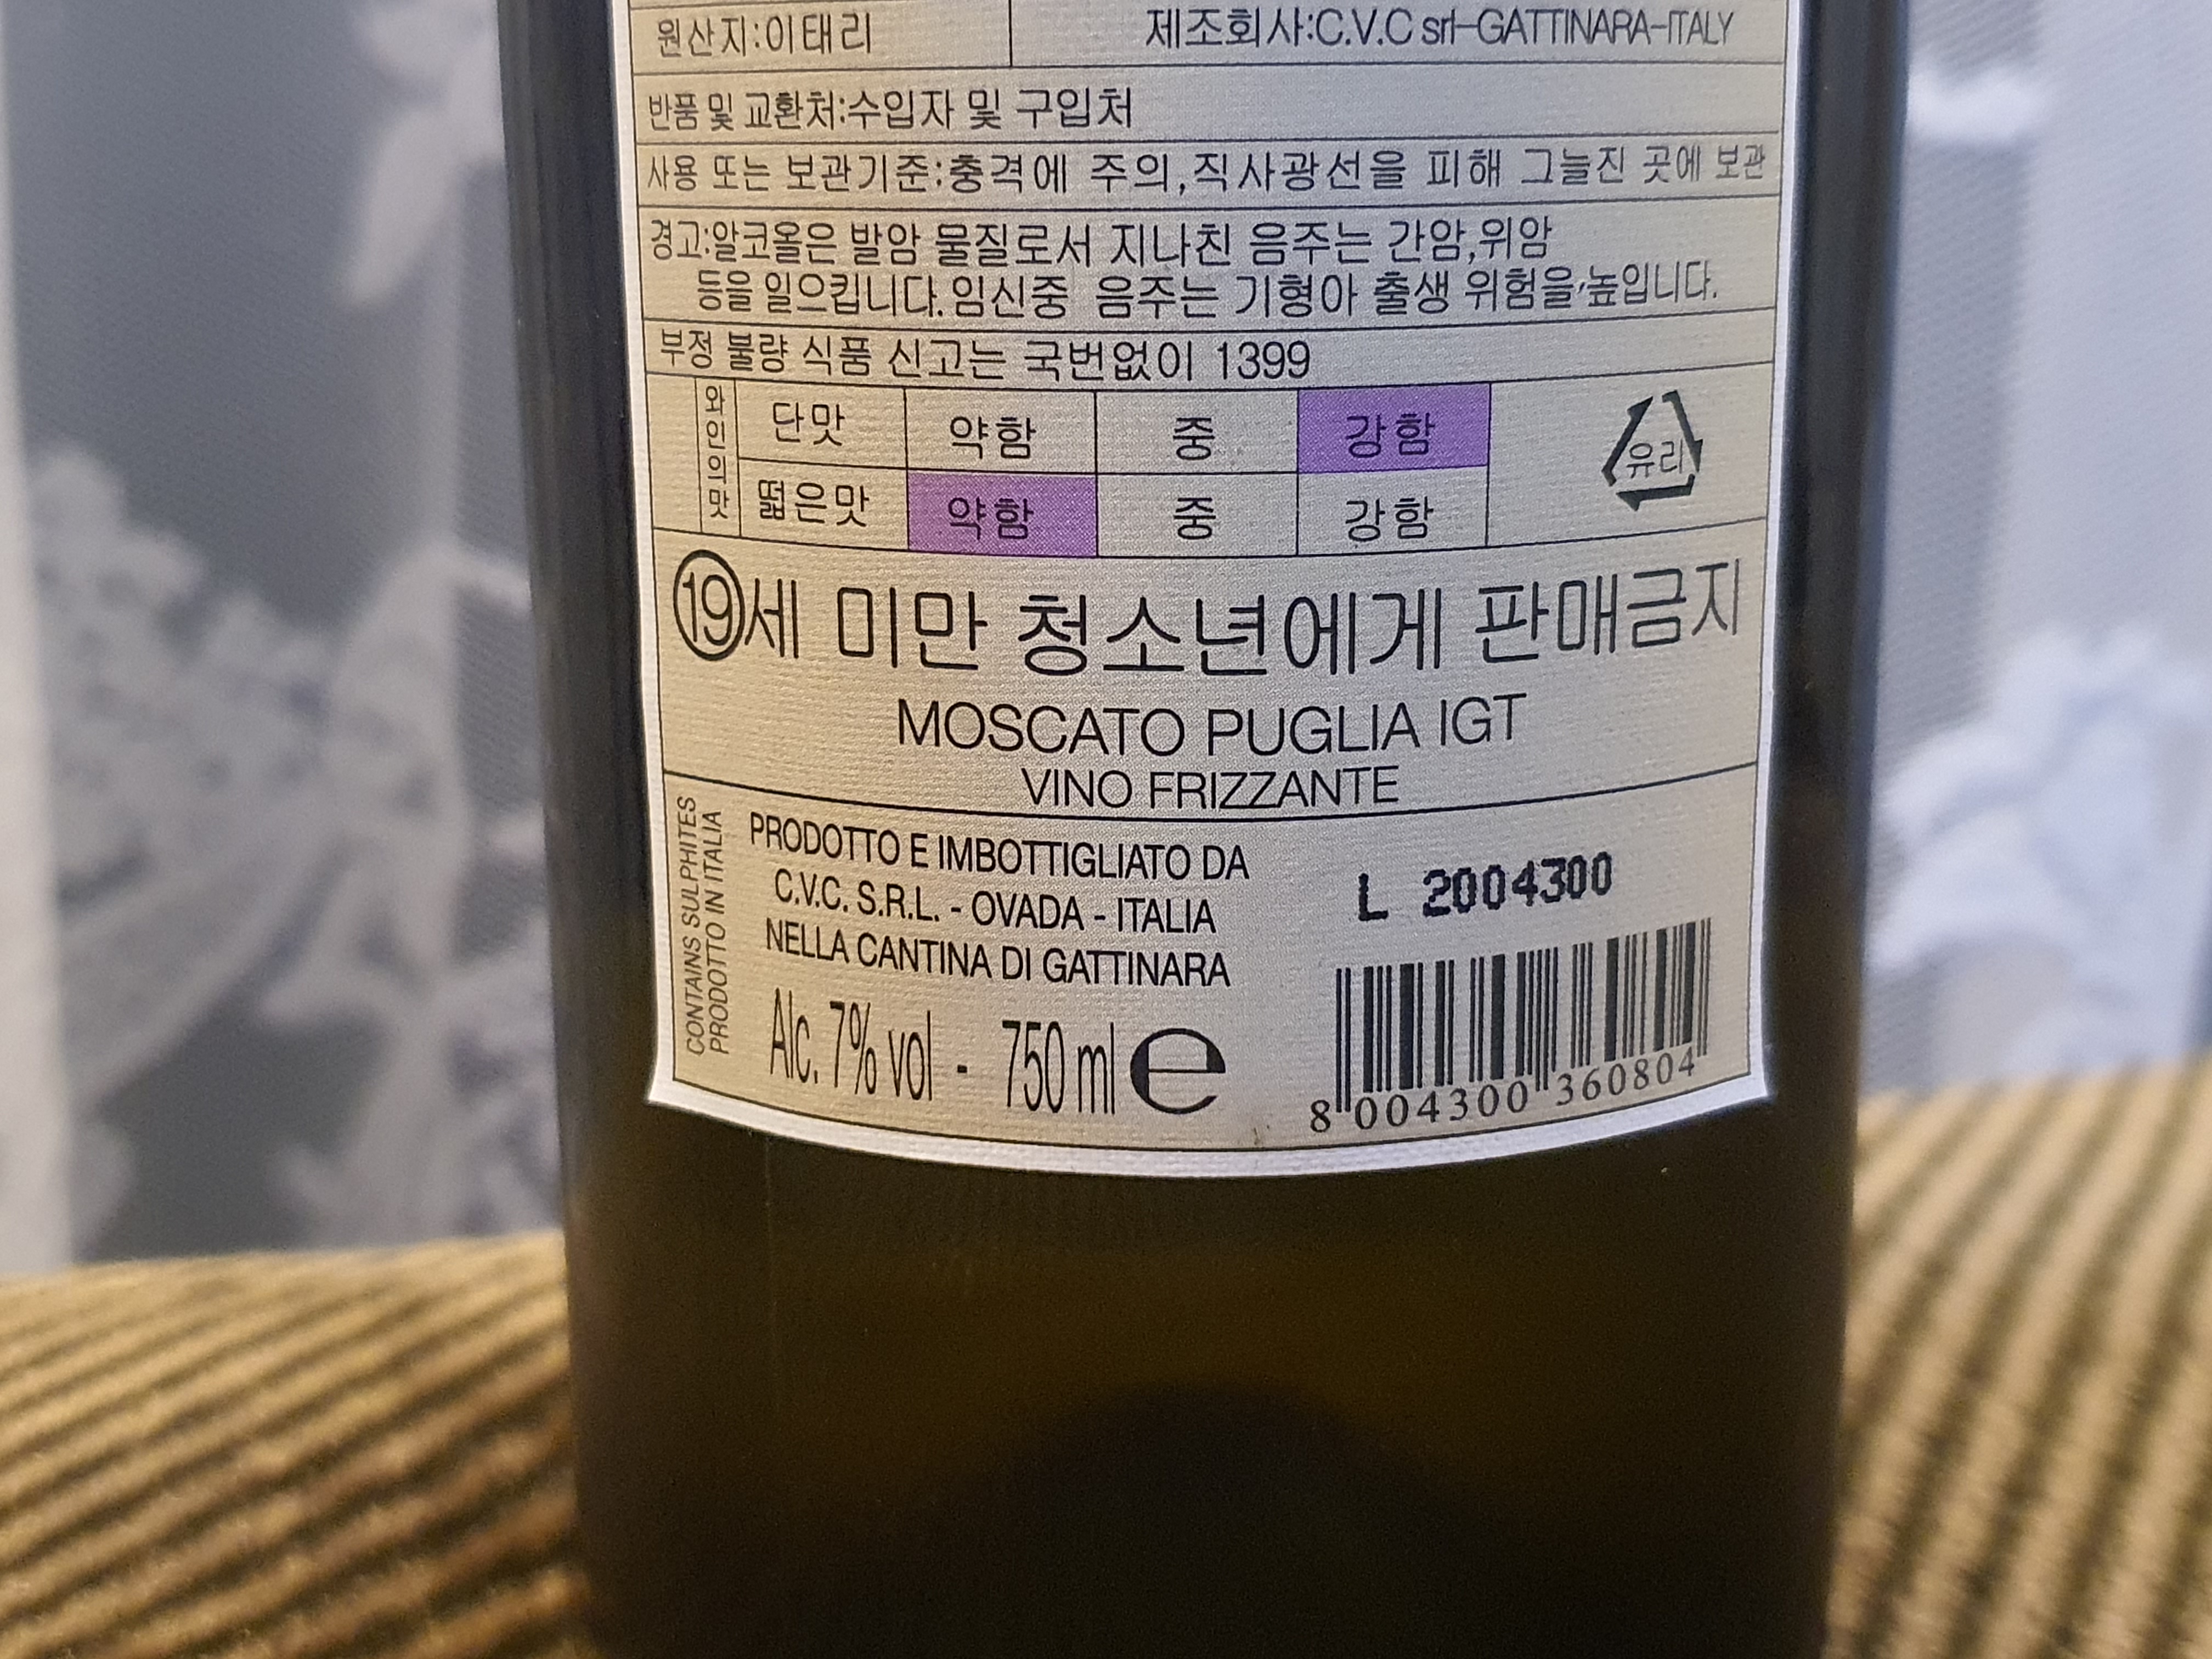 원산지:이태리
제조회사:C.V.C srl-GATTINARA-ITALY
반품 및 교환처:수입자 및 구입처
사용 또는 보관기준:충격에 주의,직사광선을 피해 그늘진 곳에 보관
경고:알코올은 발암 물질로서 지나친 음주는 간암,위암
등을 일으킵니다.임신중 음주는 기형아 출생 위험을 높입니다.
부정 불량 식품 신고는 국번없이 1399
와인의맛
단맛 약함 중 강함
떫은맛 약함 중 강함
유리
19세 미만 청소년에게 판매금지
MOSCATO PUGLIA IGT
VINO FRIZZANTE
CONTAINS SULPHITES
PRODOTTO IN ITALIA
PRODOTTO E IMBOTTIGLIATO DA
C.V.C. S.R.L. - OVADA - ITALIA
NELLA CANTINA DI GATTINARA
Alc. 7% vol - 750 ml e
L 2004300
8 004300 360804